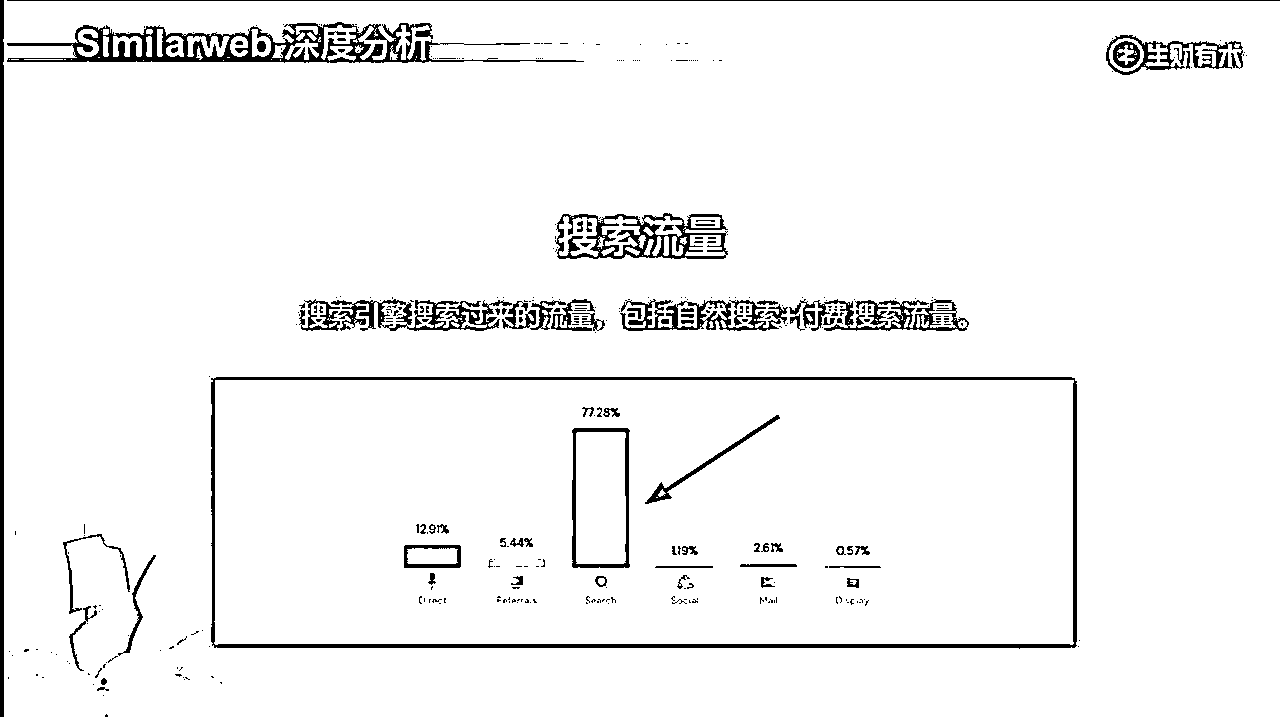 Similarweb 深度分析
生财有术
搜索流量
搜索引擎搜索过来的流量，包括自然搜索+付费搜索流量。
77.28%
12.91%
5.44%
1.19%
2.61%
0.57%
Direct
Referrals
Search
Social
Mail
Display